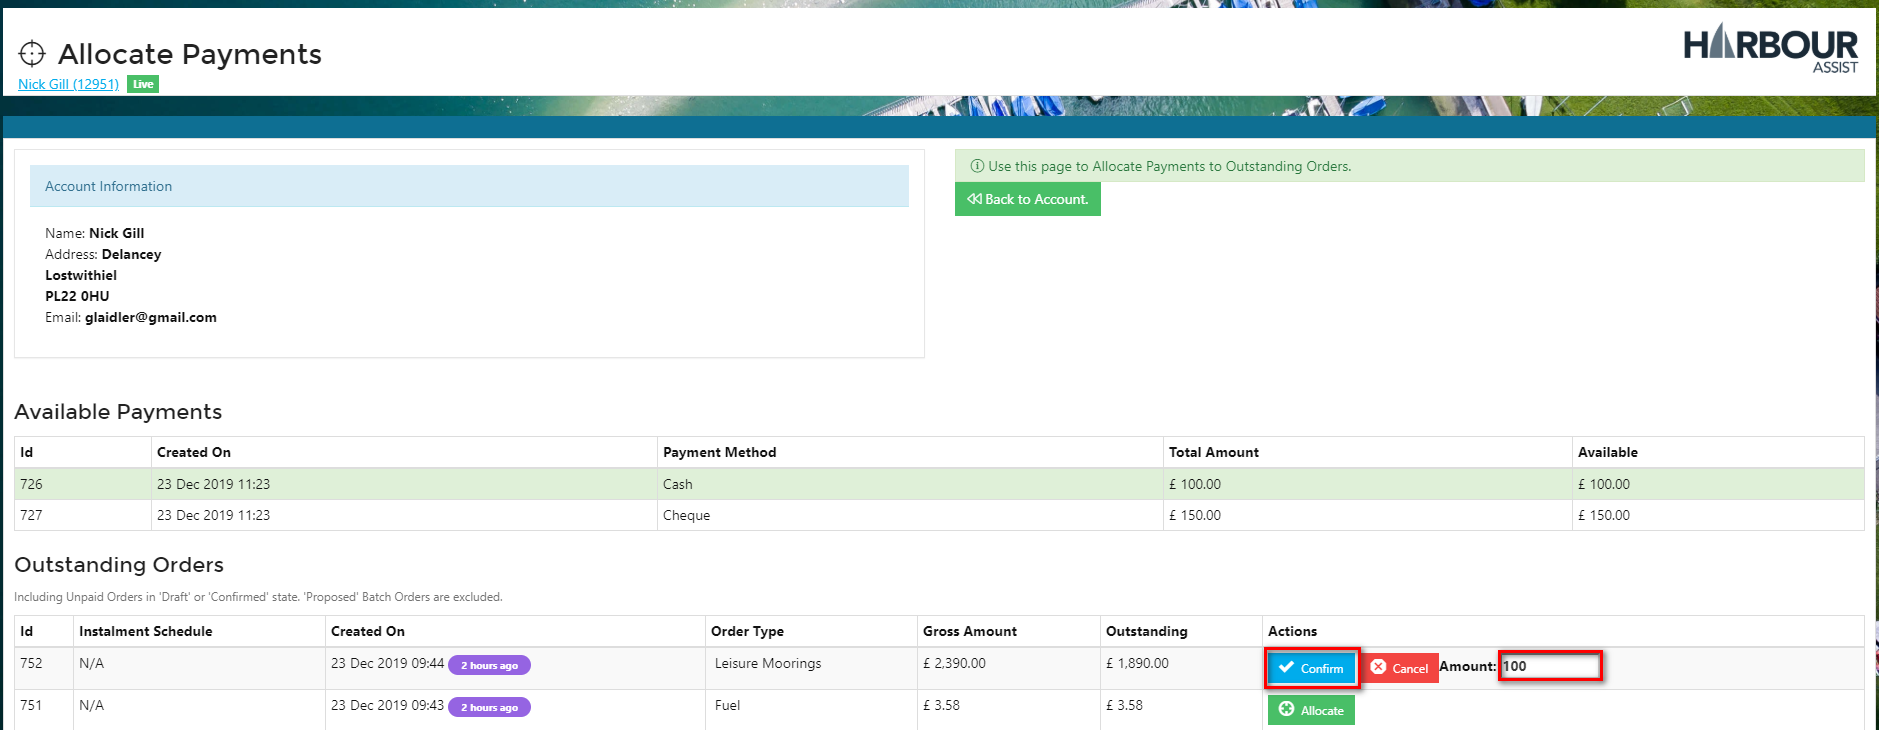 Allocate Payments
Nick Gill (12951) Live
HARBOUR
ASSIST
Account Information
Name: Nick Gill
Address: Delancey
Lostwithiel
PL22 0HU
Email: glaidler@gmail.com
Use this page to Allocate Payments to Outstanding Orders.
Back to Account.
Available Payments
Id Created On Payment Method Total Amount Available
726 23 Dec 2019 11:23 Cash £ 100.00 £ 100.00
727 23 Dec 2019 11:23 Cheque £ 150.00 £ 150.00
Outstanding Orders
Including Unpaid Orders in 'Draft' or 'Confirmed' state. 'Proposed' Batch Orders are excluded.
Id Instalment Schedule Created On Order Type Gross Amount Outstanding Actions
752 N/A 23 Dec 2019 09:44 2 hours ago Leisure Moorings £ 2,390.00 £ 1,890.00 Confirm Cancel Amount: 100
751 N/A 23 Dec 2019 09:43 2 hours ago Fuel £ 3.58 £ 3.58 Allocate